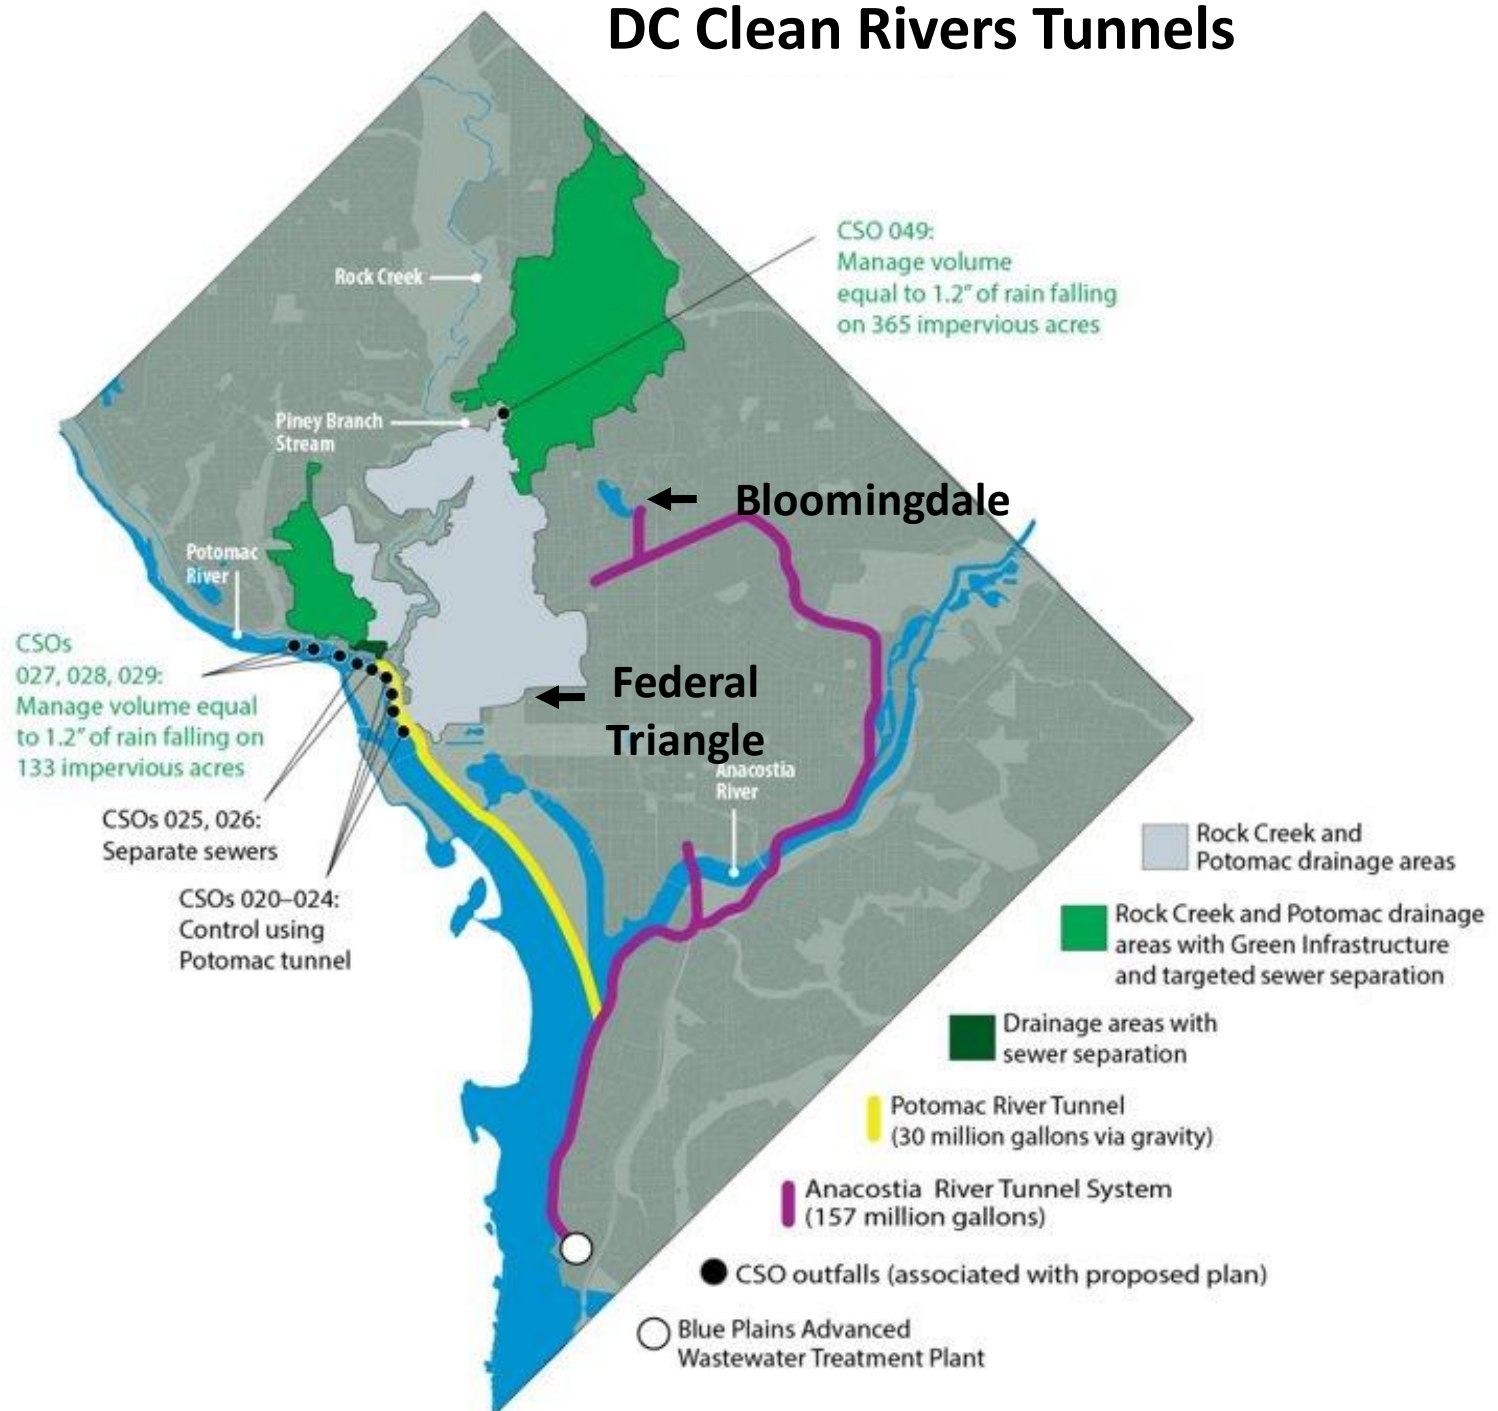 DC Clean Rivers Tunnels
CSO 049:
Manage volume
equal to 1.2" of rain falling
on 365 impervious acres
Rock Creek
Piney Branch
Stream
Bloomingdale
Potomac
River
CSOs
027, 028, 029:
Manage volume equal
to 1.2" of rain falling on
133 impervious acres
Federal
Triangle
Anacostia
River
CSOs 025, 026:
Separate sewers
CSOs 020–024:
Control using
Potomac tunnel
Rock Creek and
Potomac drainage areas
Rock Creek and Potomac drainage
areas with Green Infrastructure
and targeted sewer separation
Drainage areas with
sewer separation
Potomac River Tunnel
(30 million gallons via gravity)
Anacostia River Tunnel System
(157 million gallons)
CSO outfalls (associated with proposed plan)
Blue Plains Advanced
Wastewater Treatment Plant